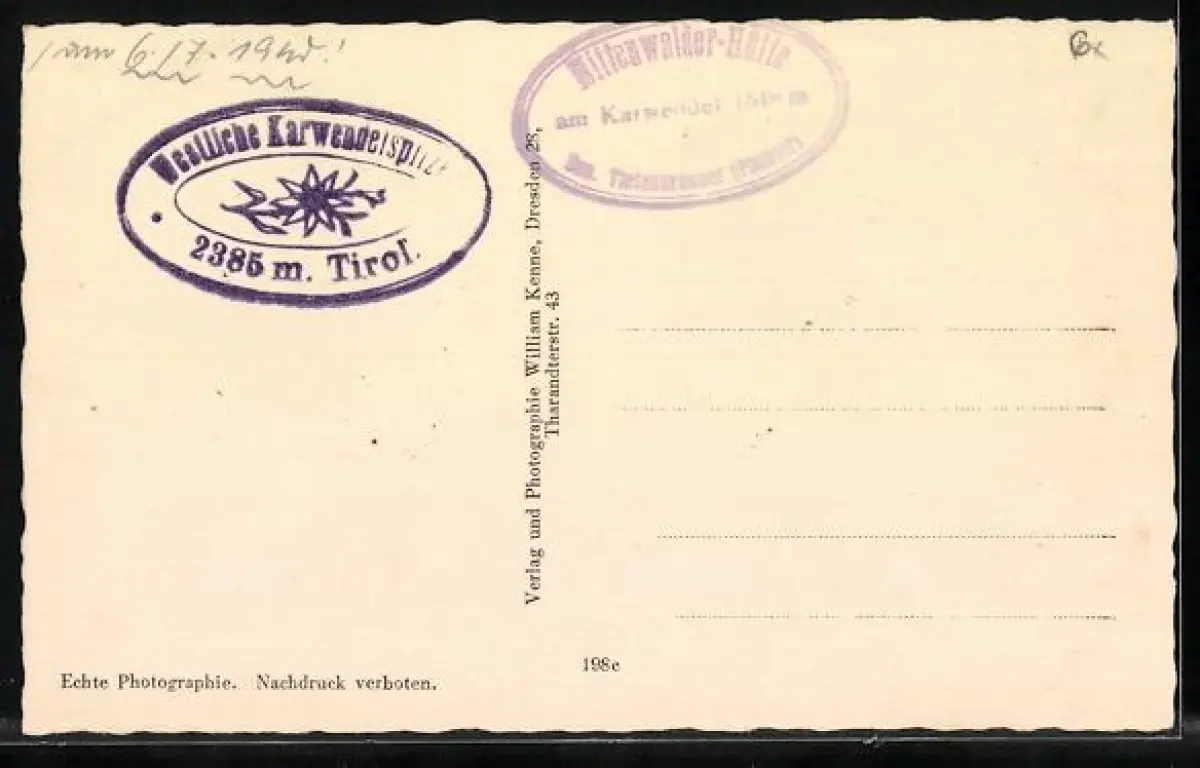 am 6./7. 
Westliche Karwendelspitze
2385 m. Tirol.
Mittenwalder-Hütte
am Karwendel m
Verlag und Photographie William Kenne, Dresden 28,
Tharandterstr. 43
198c
Echte Photographie. Nachdruck verboten.